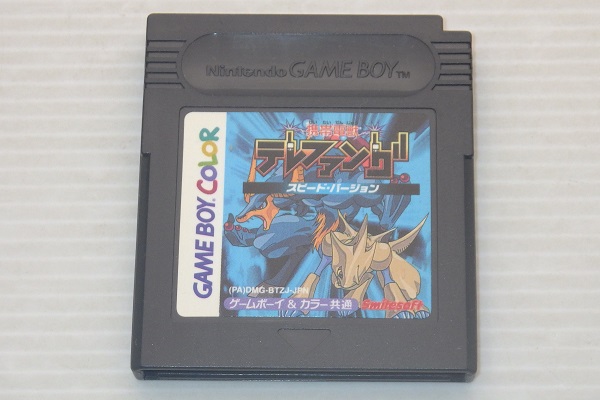 Nintendo GAME BOY TM
GAME BOY COLOR
携帯電獣
テレファング
スピード・バージョン
(PA)DMG-BTZJ-JPN
ゲームボーイ & カラー共通
Smilesoft